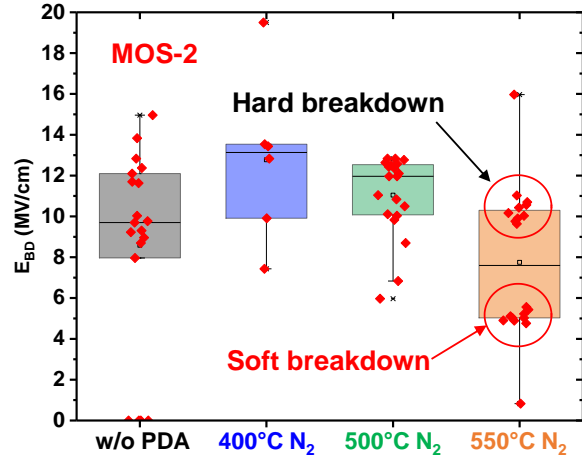 MOS-2
Hard breakdown
Soft breakdown
E_BD (MV/cm)
20
18
16
14
12
10
8
6
4
2
0
w/o PDA
400°C N₂
500°C N₂
550°C N₂